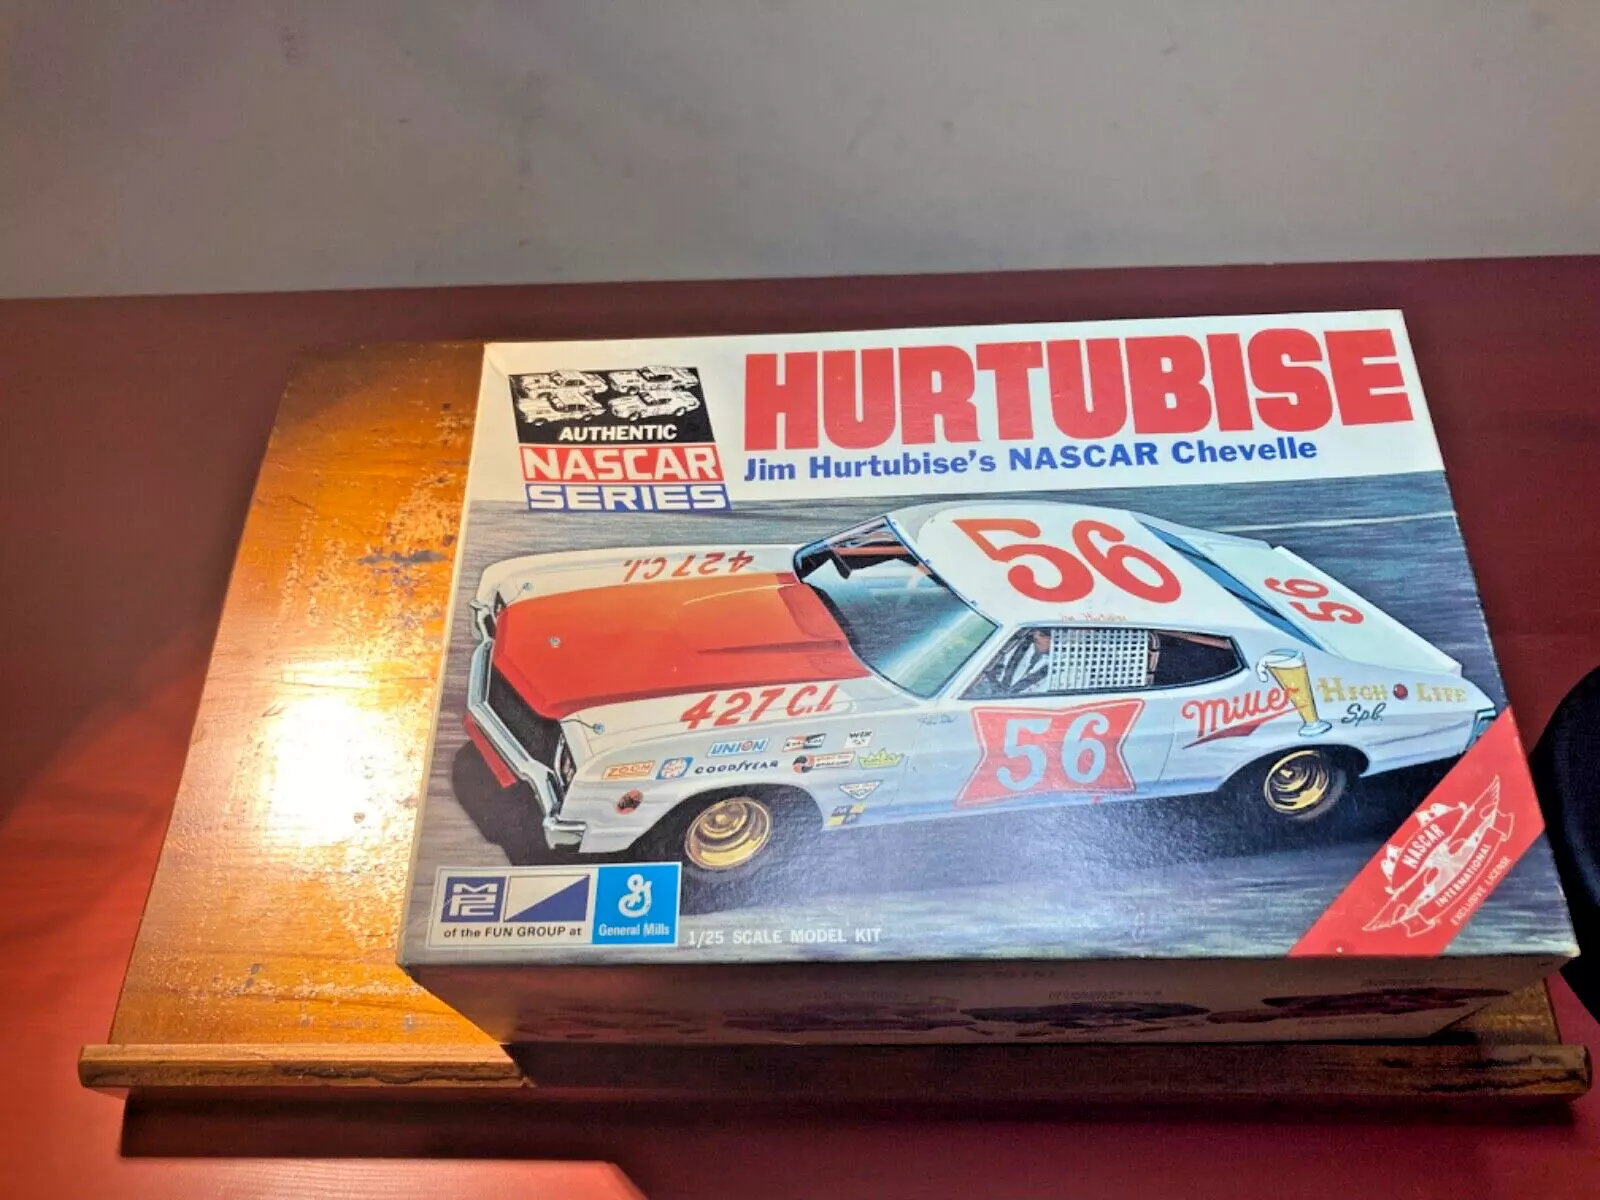 HURTUBISE
Jim Hurtubise's NASCAR Chevelle
AUTHENTIC
NASCAR
SERIES
427 C.I.
56
56
427 C.I.
56
Miller HIGH LIFE
Spl.
UNION
GOODYEAR
MPC
of the FUN GROUP at
General Mills
1/25 SCALE MODEL KIT
NASCAR
INTERNATIONAL
EXCLUSIVE LICENSE